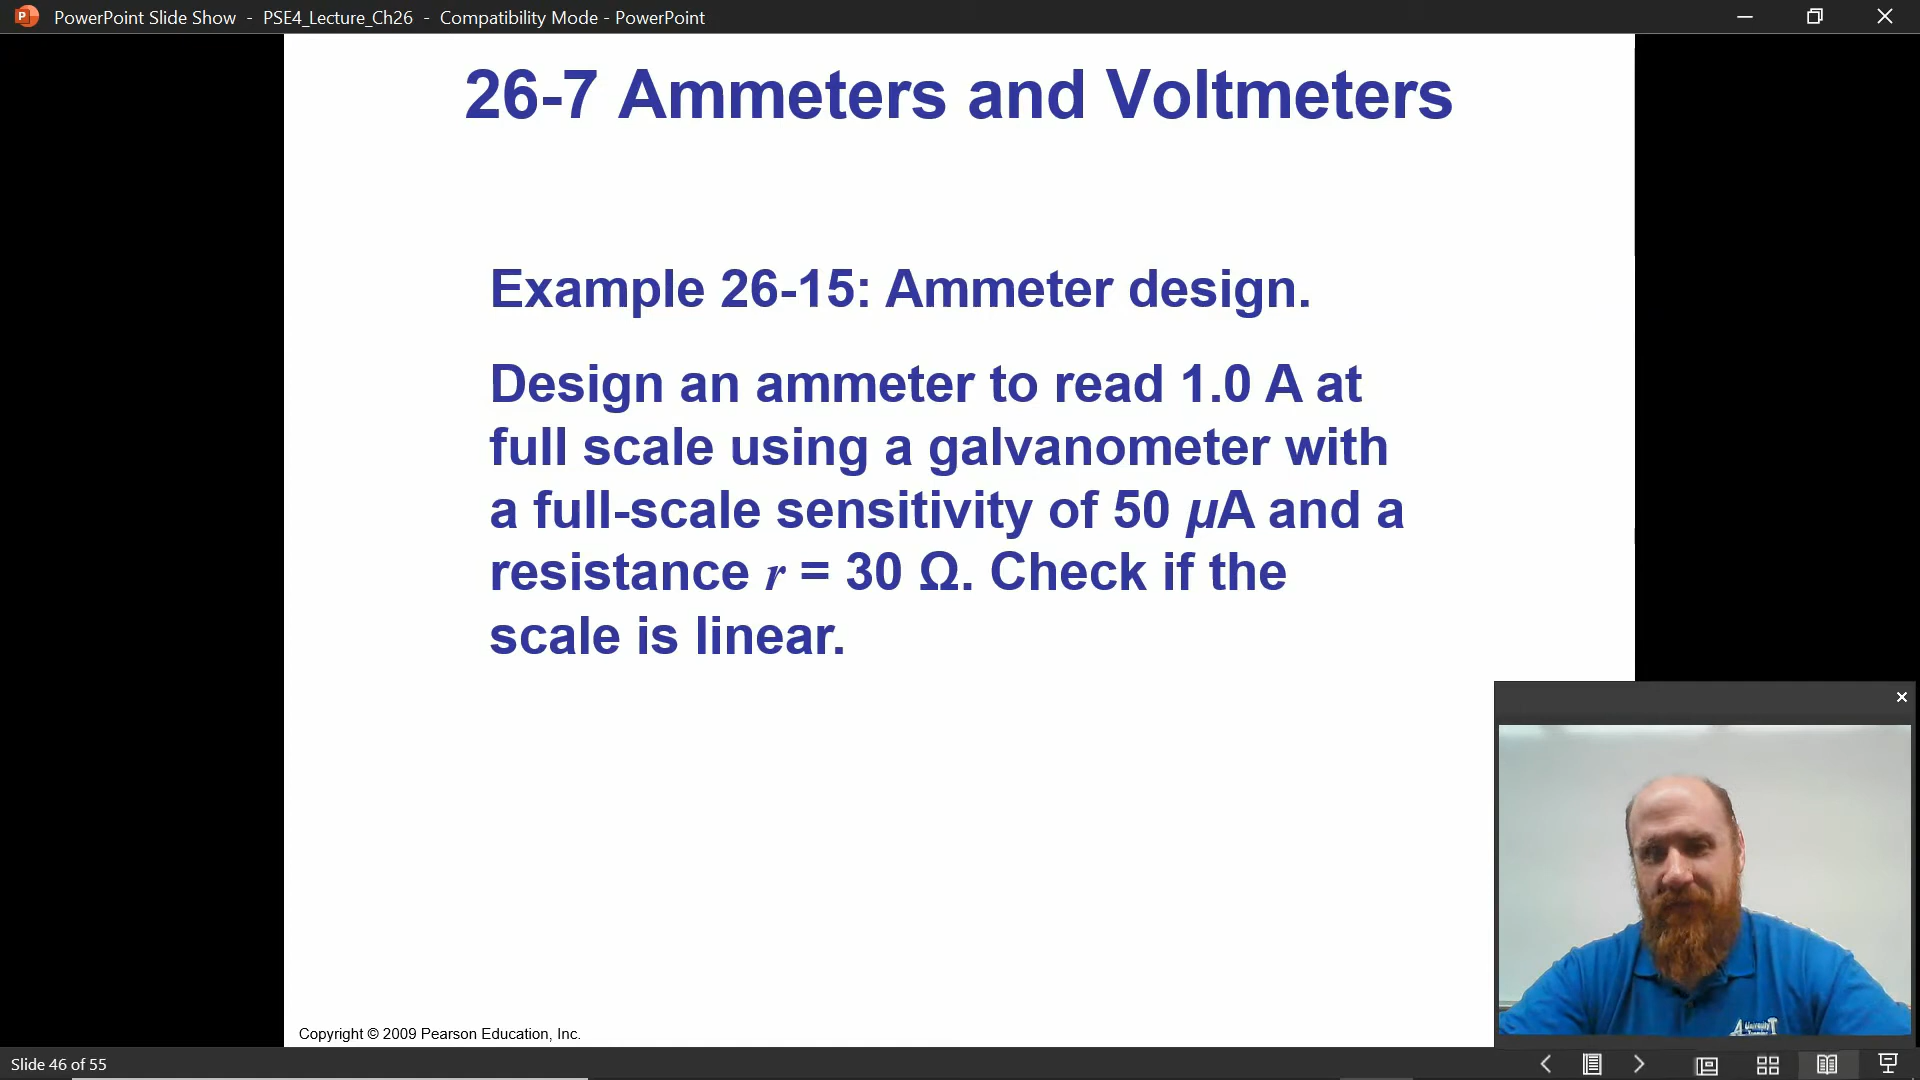 PowerPoint Slide Show - PSE4_Lecture_Ch26 - Compatibility Mode - PowerPoint
26-7 Ammeters and Voltmeters
Example 26-15: Ammeter design.
Design an ammeter to read 1.0 A at
full scale using a galvanometer with
a full-scale sensitivity of 50 μA and a
resistance r = 30 Ω. Check if the
scale is linear.
University
Copyright © 2009 Pearson Education, Inc.
Slide 46 of 55